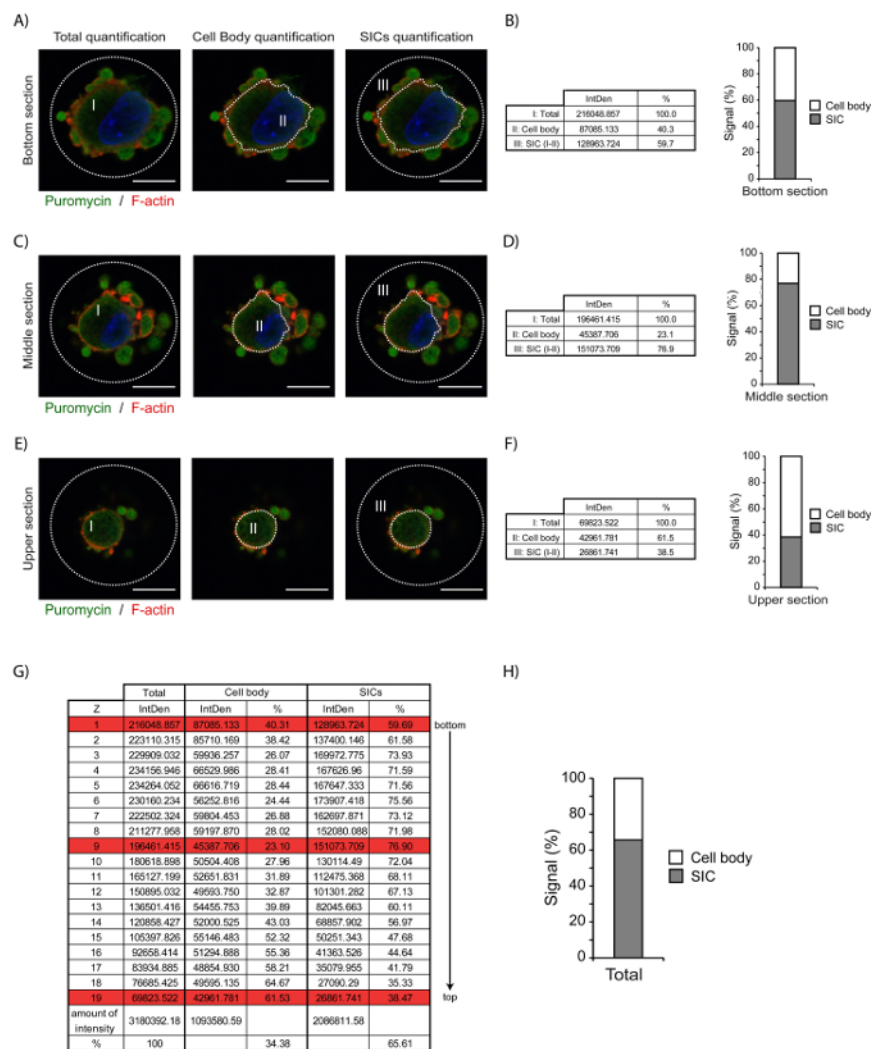 A)
Total quantification Cell Body quantification SICs quantification
Bottom section
I
II
III
Puromycin / F-actin
B)
IntDen %
I: Total 216048.857 100.0
II: Cell body 87085.133 40.3
III: SIC (I-II) 128963.724 59.7
Signal (%)
100
80
60
40
20
0
Cell body
SIC
Bottom section
C)
Middle section
I
II
III
Puromycin / F-actin
D)
IntDen %
I: Total 196461.415 100.0
II: Cell body 45387.706 23.1
III: SIC (I-II) 151073.709 76.9
Signal (%)
100
80
60
40
20
0
Cell body
SIC
Middle section
E)
Upper section
I
II
III
Puromycin / F-actin
F)
IntDen %
I: Total 69823.522 100.0
II: Cell body 42961.781 61.5
III: SIC (I-II) 26861.741 38.5
Signal (%)
100
80
60
40
20
0
Cell body
SIC
Upper section
G)
Total Cell body SICs
Z IntDen IntDen % IntDen %
1 216048.857 87085.133 40.31 128963.724 59.69 bottom
2 223110.315 85710.169 38.42 137400.146 61.58
3 229909.032 59936.257 26.07 169972.775 73.93
4 234156.946 66529.986 28.41 167626.96 71.59
5 234264.052 66616.719 28.44 167647.333 71.56
6 230160.234 56252.816 24.44 173907.418 75.56
7 222502.324 59804.453 26.88 162697.871 73.12
8 211277.958 59197.870 28.02 152080.088 71.98
9 196461.415 45387.706 23.10 151073.709 76.90
10 180618.898 50504.408 27.96 130114.49 72.04
11 165127.199 52651.831 31.89 112475.368 68.11
12 150895.032 49593.750 32.87 101301.282 67.13
13 136501.416 54455.753 39.89 82045.663 60.11
14 120858.427 52000.525 43.03 68857.902 56.97
15 105397.826 55146.483 52.32 50251.343 47.68
16 92658.414 51294.888 55.36 41363.526 44.64
17 83934.885 48854.930 58.21 35079.955 41.79
18 76685.425 49595.135 64.67 27090.29 35.33
19 69823.522 42961.781 61.53 26861.741 38.47 top
amount of
intensity 3180392.18 1093580.59 2086811.58
% 100 34.38 65.61
H)
Signal (%)
100
80
60
40
20
0
Cell body
SIC
Total